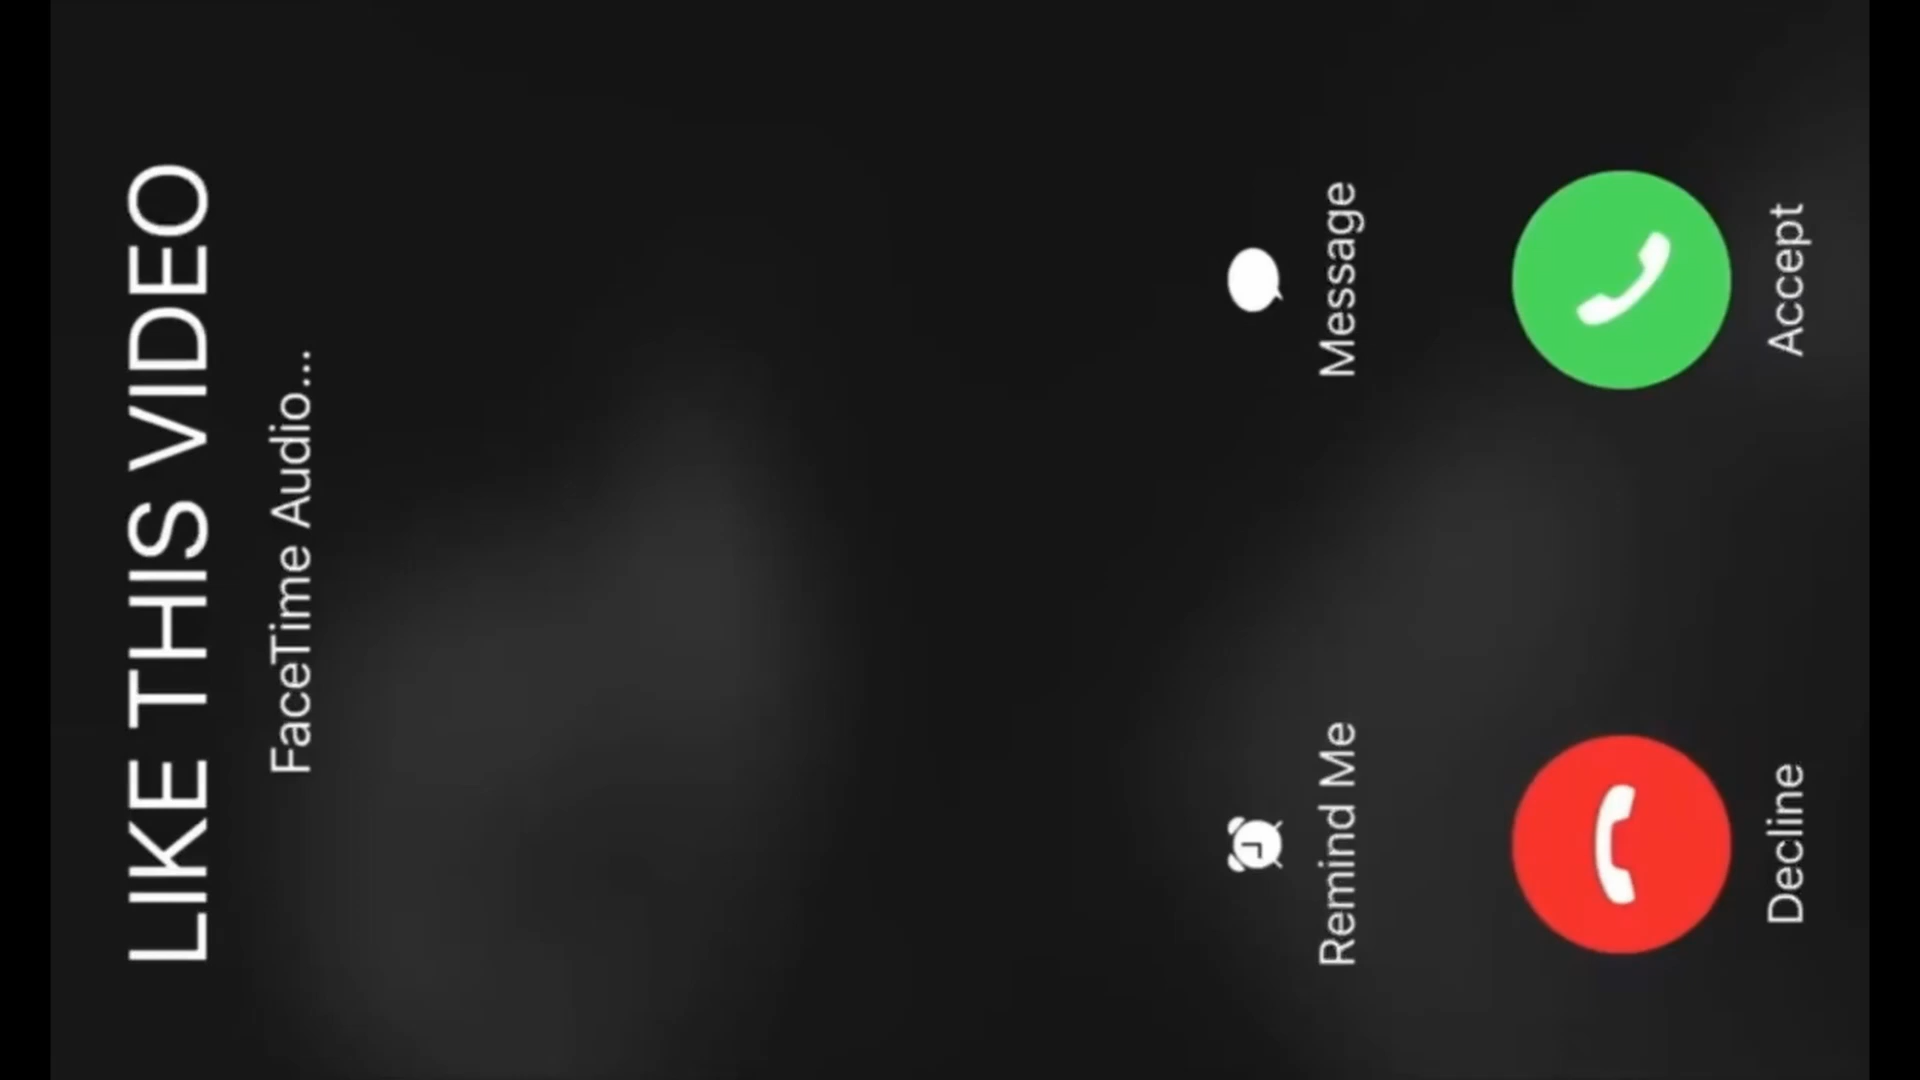 LIKE THIS VIDEO
FaceTime Audio...
Remind Me
Message
Decline
Accept